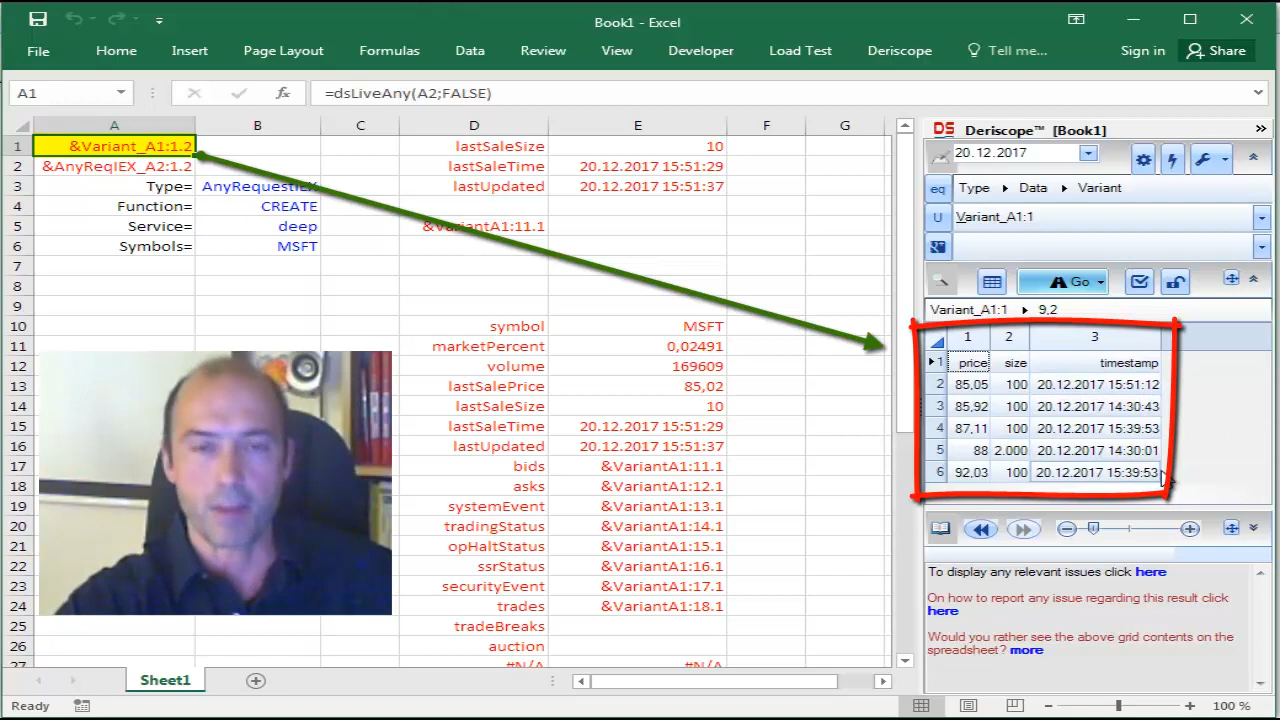 Book1 - Excel
File Home Insert Page Layout Formulas Data Review View Developer Load Test Deriscope Tell me... Sign in Share
A1 fx =dsLiveAny(A2;FALSE)
A B C D E F G
1 &Variant_A1:1.2 lastSaleSize 10
2 &AnyReqIEX_A2:1.2 lastSaleTime 20.12.2017 15:51:29
3 Type= AnyRequestIEX lastUpdated 20.12.2017 15:51:37
4 Function= CREATE
5 Service= deep &VariantA1:11.1
6 Symbols= MSFT
7
8
9
10 symbol MSFT
11 marketPercent 0,02491
12 volume 169609
13 lastSalePrice 85,02
14 lastSaleSize 10
15 lastSaleTime 20.12.2017 15:51:29
16 lastUpdated 20.12.2017 15:51:37
17 bids &VariantA1:11.1
18 asks &VariantA1:12.1
19 systemEvent &VariantA1:13.1
20 tradingStatus &VariantA1:14.1
21 opHaltStatus &VariantA1:15.1
22 ssrStatus &VariantA1:16.1
23 securityEvent &VariantA1:17.1
24 trades &VariantA1:18.1
25 tradeBreaks
26 auction
27 #N/A #N/A
Sheet1
Ready 100 %
DS Deriscope™ [Book1] »
20.12.2017
eq Type Data Variant
U Variant_A1:1
Go
Variant_A1:1 9,2
1 2 3
1 price size timestamp
2 85,05 100 20.12.2017 15:51:12
3 85,92 100 20.12.2017 14:30:43
4 87,11 100 20.12.2017 15:39:53
5 88 2.000 20.12.2017 14:30:01
6 92,03 100 20.12.2017 15:39:53
To display any relevant issues click here
On how to report any issue regarding this result click
here
Would you rather see the above grid contents on the
spreadsheet? more